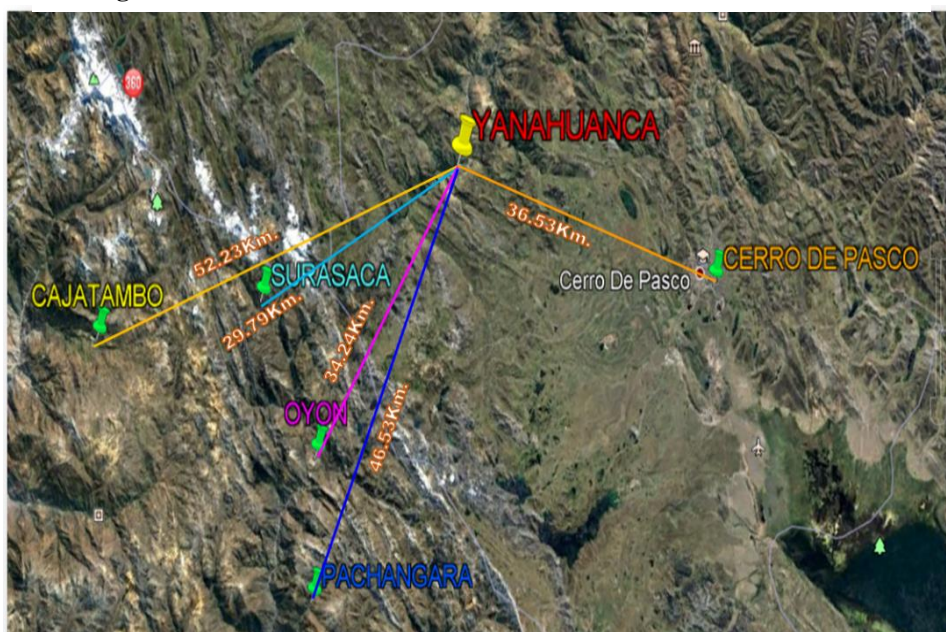 360
YANAHUANCA
36.53Km.
52.23Km.
SURASACA
CERRO DE PASCO
Cerro De Pasco
CAJATAMBO
29.79Km.
34.24Km.
OYON
46.53Km.
PACHANGARA